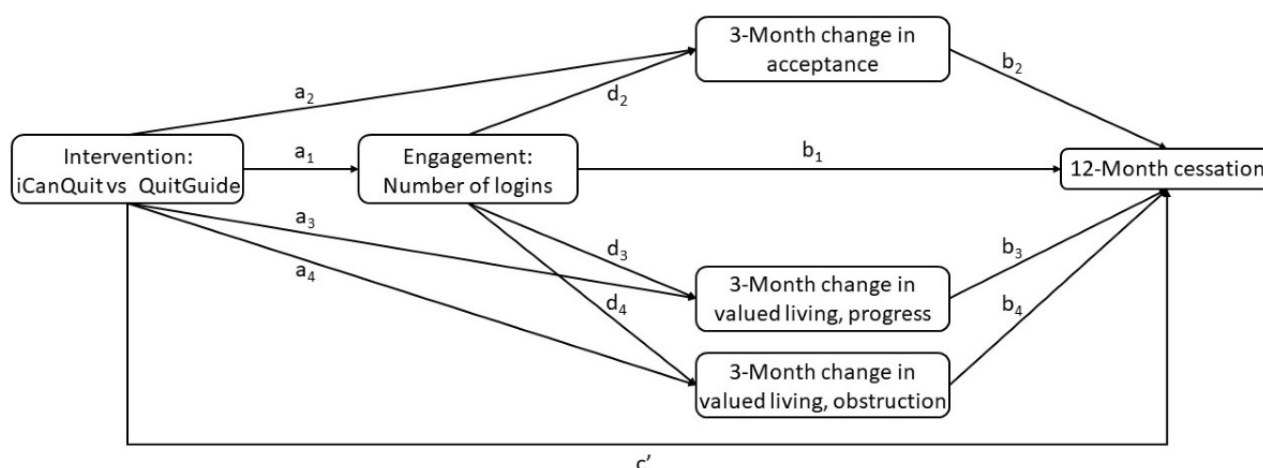 3-Month change in
acceptance
a₂
d₂
b₂
Intervention:
iCanQuit vs QuitGuide
a₁
Engagement:
Number of logins
b₁
12-Month cessation
a₃
a₄
d₃
d₄
3-Month change in
valued living, progress
b₃
b₄
3-Month change in
valued living, obstruction
c’